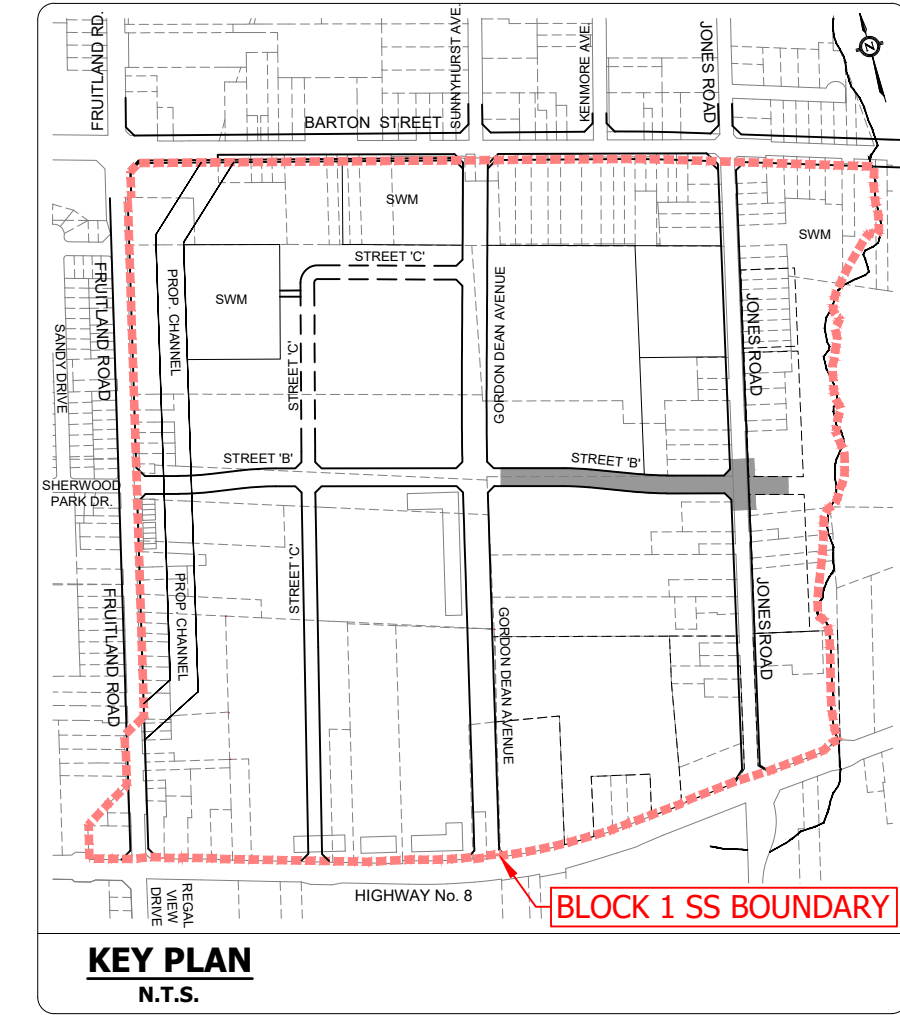 FRUITLAND RD.
SUNNYHURST AVE.
KENMORE AVE.
JONES ROAD
N
BARTON STREET
SWM
SWM
STREET 'C'
FRUITLAND ROAD
PROP. CHANNEL
SWM
GORDON DEAN AVENUE
JONES ROAD
SANDY DRIVE
STREET 'C'
STREET 'B'
STREET 'B'
SHERWOOD
PARK DR.
STREET 'C'
PROP. CHANNEL
FRUITLAND ROAD
GORDON DEAN AVENUE
JONES ROAD
REGAL
VIEW
DRIVE
HIGHWAY No. 8
BLOCK 1 SS BOUNDARY
KEY PLAN
N.T.S.